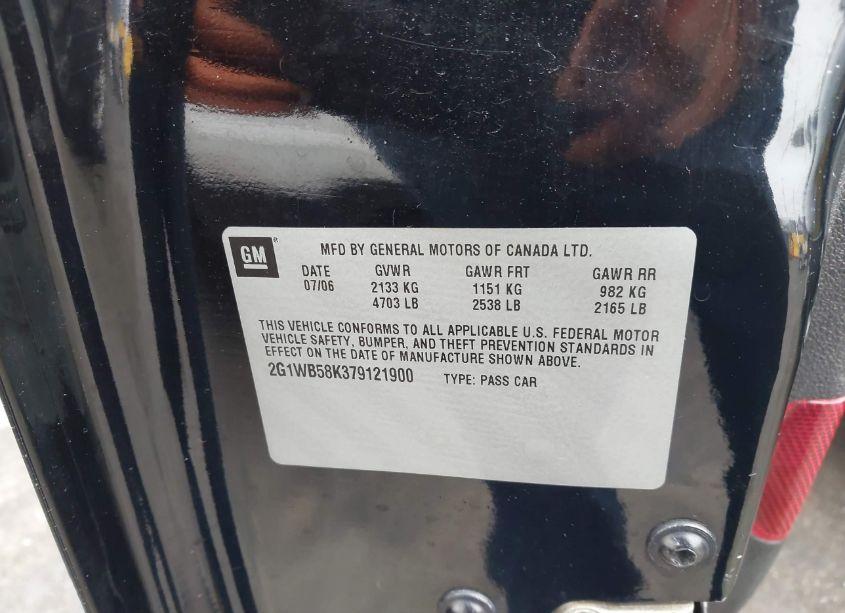 GM ® MFD BY GENERAL MOTORS OF CANADA LTD.
DATE GVWR GAWR FRT GAWR RR
07/06 2133 KG 1151 KG 982 KG
4703 LB 2538 LB 2165 LB
THIS VEHICLE CONFORMS TO ALL APPLICABLE U.S. FEDERAL MOTOR
VEHICLE SAFETY, BUMPER, AND THEFT PREVENTION STANDARDS IN
EFFECT ON THE DATE OF MANUFACTURE SHOWN ABOVE.
2G1WB58K379121900 TYPE: PASS CAR